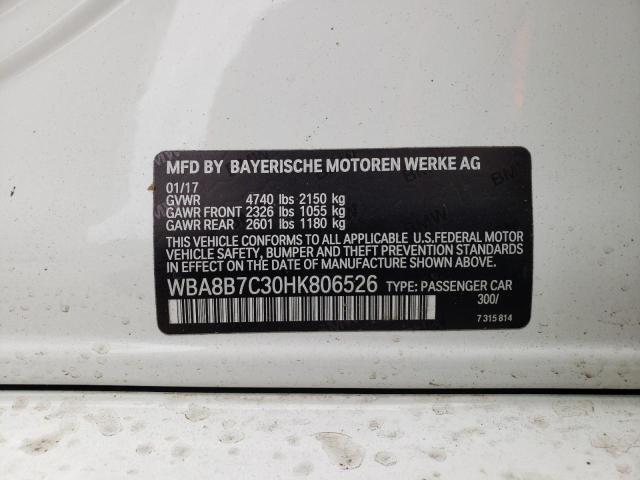 MFD BY BAYERISCHE MOTOREN WERKE AG
01/17
GVWR 4740 lbs 2150 kg
GAWR FRONT 2326 lbs 1055 kg
GAWR REAR 2601 lbs 1180 kg
THIS VEHICLE CONFORMS TO ALL APPLICABLE U.S.FEDERAL MOTOR
VEHICLE SAFETY, BUMPER AND THEFT PREVENTION STANDARDS
IN EFFECT ON THE DATE OF MANUFACTURE SHOWN ABOVE.
WBA8B7C30HK806526 TYPE: PASSENGER CAR
300/
7 315 814